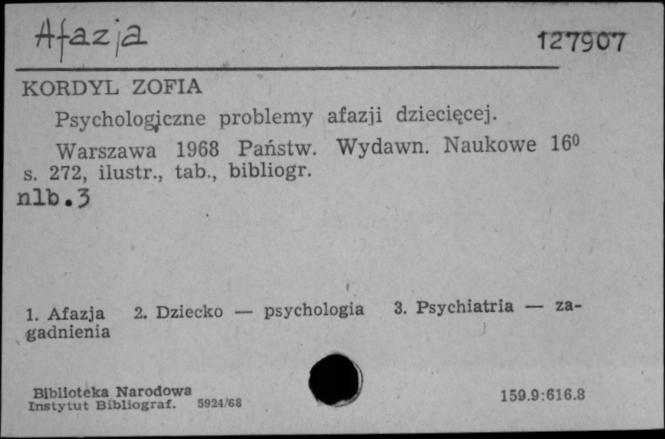 Afazja
127907
KORDYL ZOFIA
Psychologiczne problemy afazji dziecięcej.
Warszawa 1968 Państw. Wydawn. Naukowe 16⁰
s. 272, ilustr., tab., bibliogr.
nlb.3
1. Afazja 2. Dziecko — psychologia 3. Psychiatria — za-
gadnienia
Biblioteka Narodowa
Instytut Bibliograf. 5924/68
159.9:616.8